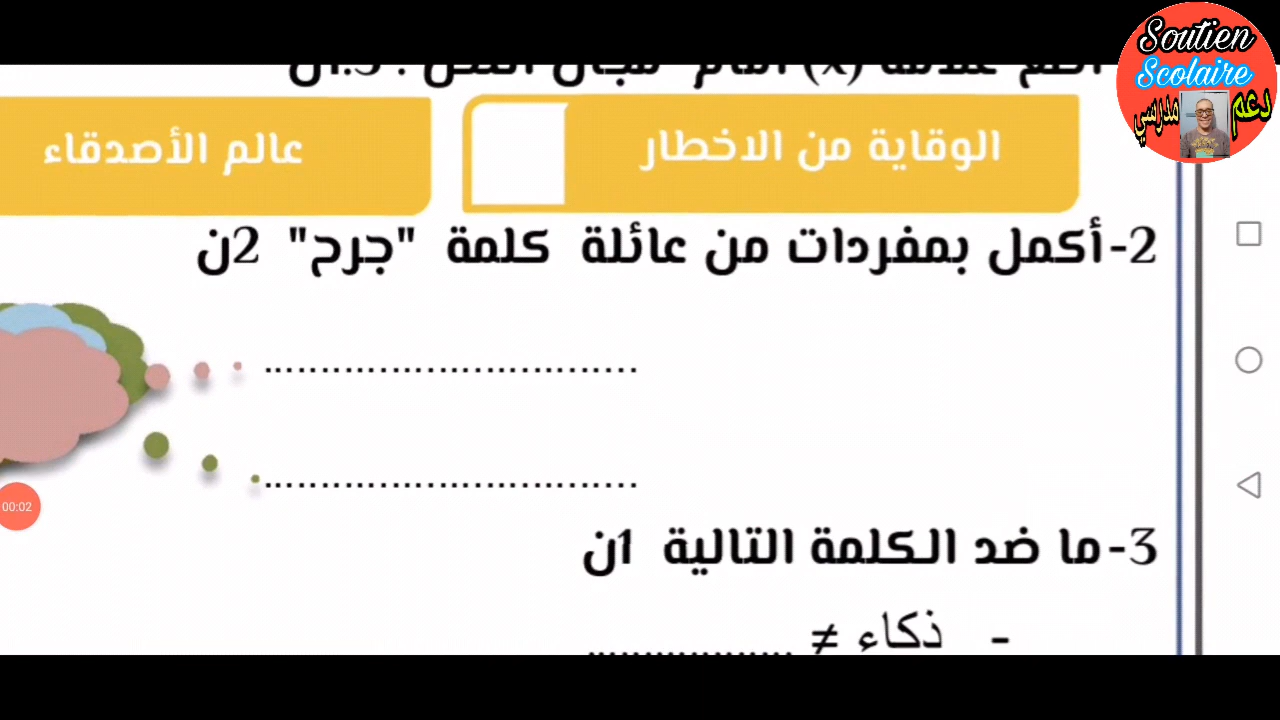 Soutien
Scolaire
دعم مدرسي
(x)
الوقاية من الاخطار
عالم الأصدقاء
2-أكمل بمفردات من عائلة كلمة "جرح" 2ن
................................
................................
00:02
3-ما ضد الكلمة التالية 1ن
- ذكاء ≠ ..................